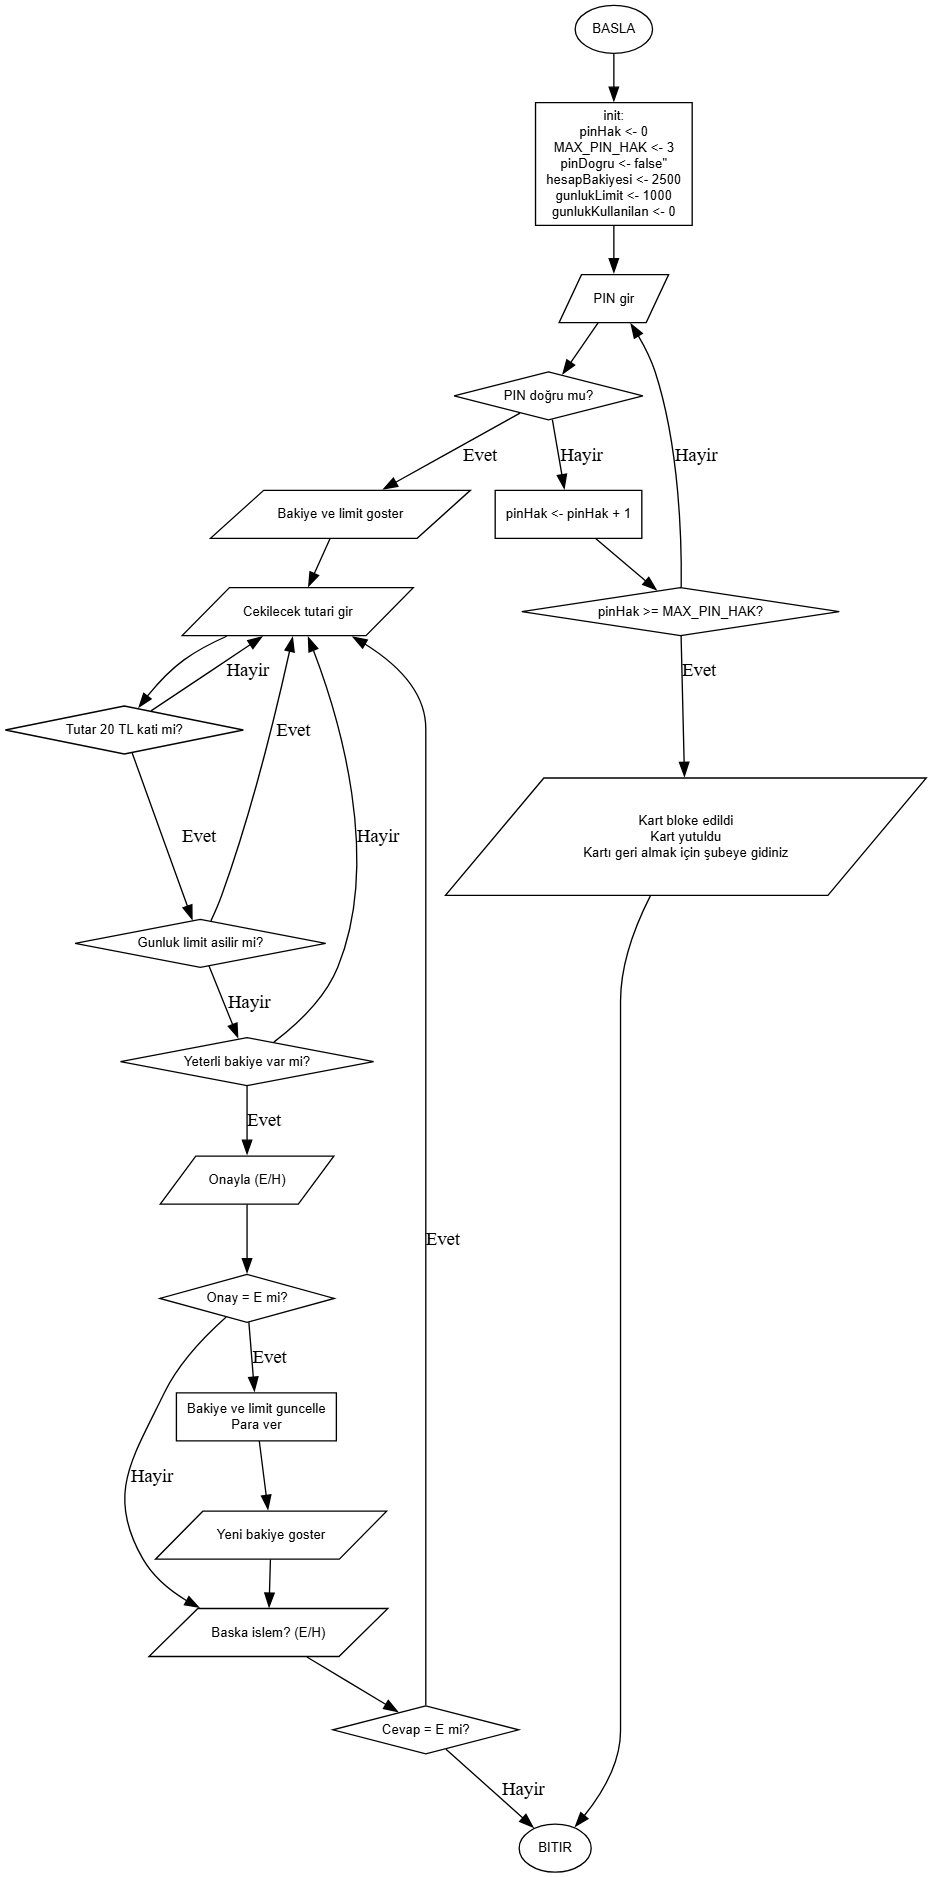 BASLA
init:
pinHak <- 0
MAX_PIN_HAK <- 3
pinDogru <- false"
hesapBakiyesi <- 2500
gunlukLimit <- 1000
gunlukKullanilan <- 0
PIN gir
PIN doğru mu?
Evet
Hayir
Hayir
Bakiye ve limit goster
pinHak <- pinHak + 1
Cekilecek tutari gir
pinHak >= MAX_PIN_HAK?
Hayir
Evet
Tutar 20 TL kati mi?
Evet
Evet
Hayir
Kart bloke edildi
Kart yutuldu
Kartı geri almak için şubeye gidiniz
Gunluk limit asilir mi?
Hayir
Yeterli bakiye var mi?
Evet
Onayla (E/H)
Evet
Onay = E mi?
Evet
Bakiye ve limit guncelle
Para ver
Hayir
Yeni bakiye goster
Baska islem? (E/H)
Cevap = E mi?
Hayir
BITIR